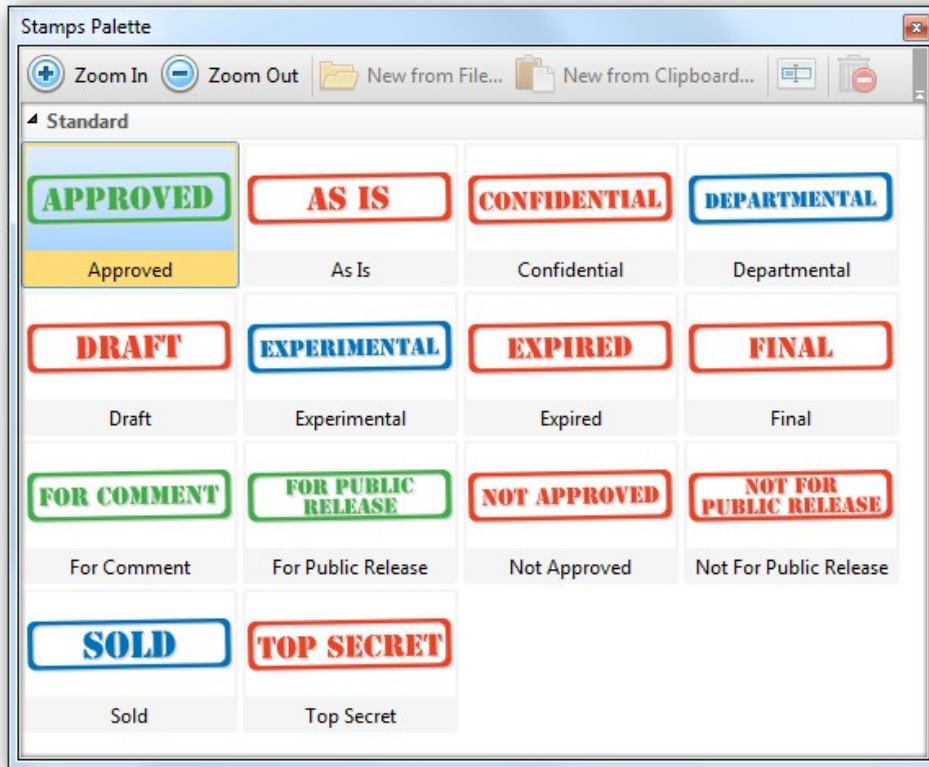 Stamps Palette
Zoom In Zoom Out New from File... New from Clipboard...
Standard
APPROVED AS IS CONFIDENTIAL DEPARTMENTAL
Approved As Is Confidential Departmental
DRAFT EXPERIMENTAL EXPIRED FINAL
Draft Experimental Expired Final
FOR COMMENT
FOR PUBLIC
RELEASE
NOT APPROVED
NOT FOR
PUBLIC RELEASE
For Comment For Public Release Not Approved Not For Public Release
SOLD TOP SECRET
Sold Top Secret